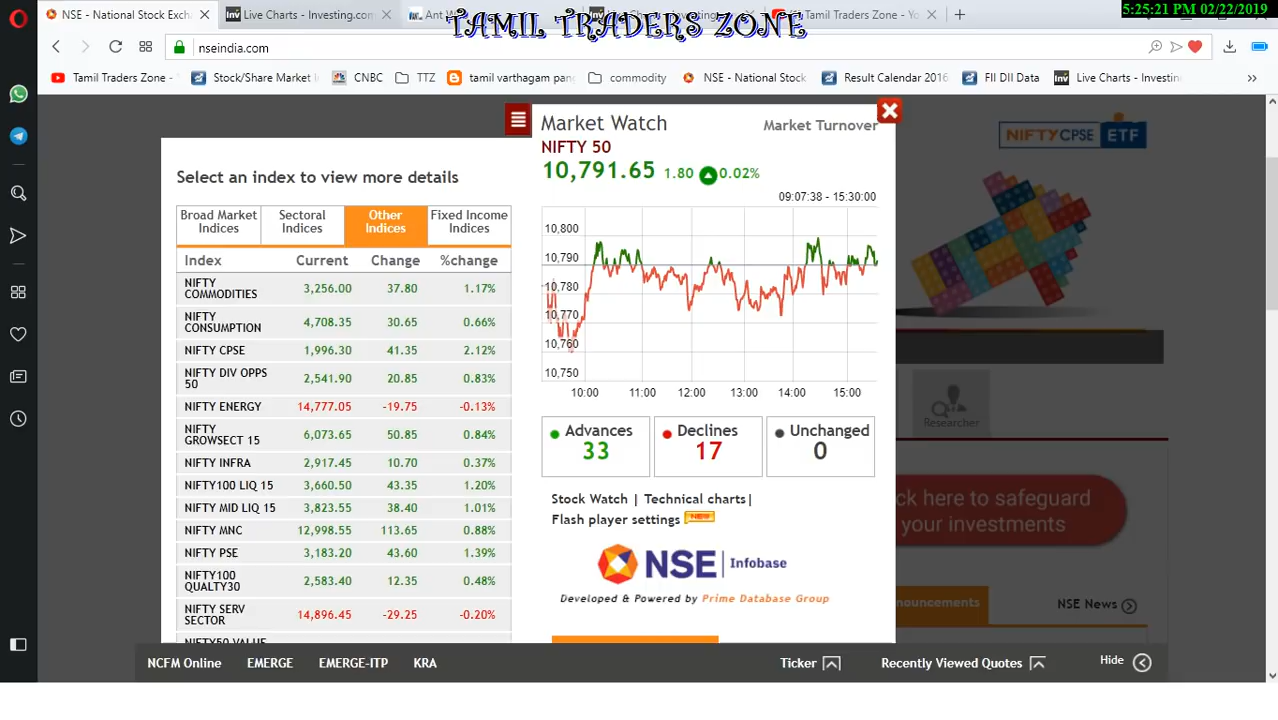 5:25:21 PM 02/22/2019
NSE - National Stock Exch
Live Charts - Investing.com
Ant
TAMIL TRADERS ZONE
Tamil Traders Zone - Yo
nseindia.com
Tamil Traders Zone -
Stock/Share Market
CNBC
TTZ
tamil varthagam pan
commodity
NSE - National Stock
Result Calendar 2016
FII DII Data
Live Charts - Investin
Market Watch
Market Turnover
NIFTY 50
10,791.65 1.80 0.02%
09:07:38 - 15:30:00
10,800
10,790
10,780
10,770
10,760
10,750
10:00 11:00 12:00 13:00 14:00 15:00
Select an index to view more details
Broad Market Indices
Sectoral Indices
Other Indices
Fixed Income Indices
Index Current Change %change
NIFTY COMMODITIES 3,256.00 37.80 1.17%
NIFTY CONSUMPTION 4,708.35 30.65 0.66%
NIFTY CPSE 1,996.30 41.35 2.12%
NIFTY DIV OPPS 50 2,541.90 20.85 0.83%
NIFTY ENERGY 14,777.05 -19.75 -0.13%
NIFTY GROWSECT 15 6,073.65 50.85 0.84%
NIFTY INFRA 2,917.45 10.70 0.37%
NIFTY100 LIQ 15 3,660.50 43.35 1.20%
NIFTY MID LIQ 15 3,823.55 38.40 1.01%
NIFTY MNC 12,998.55 113.65 0.88%
NIFTY PSE 3,183.20 43.60 1.39%
NIFTY100 QUALTY30 2,583.40 12.35 0.48%
NIFTY SERV SECTOR 14,896.45 -29.25 -0.20%
NIFTY50 VALUE
Advances
33
Declines
17
Unchanged
0
Stock Watch | Technical charts|
Flash player settings NEW
NSE Infobase
Developed & Powered by Prime Database Group
NIFTYCPSE ETF
Researcher
ck here to safeguard
your investments
nouncements
NSE News
NCFM Online
EMERGE
EMERGE-ITP
KRA
Ticker
Recently Viewed Quotes
Hide